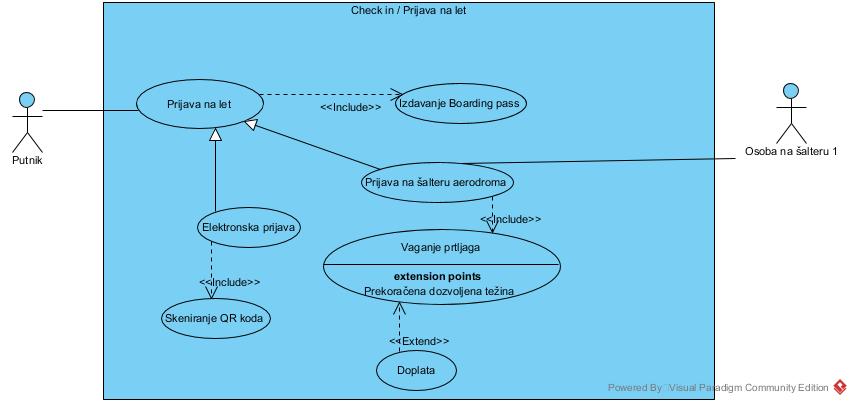 Check in / Prijava na let
Prijava na let
<<Include>>
Izdavanje Boarding pass
Putnik
Osoba na šalteru 1
Prijava na šalteru aerodroma
<<Include>>
Elektronska prijava
Vaganje prtljaga
extension points
Prekoračena dozvoljena težina
<<Include>>
Skeniranje QR koda
<<Extend>>
Doplata
Powered By Visual Paradigm Community Edition